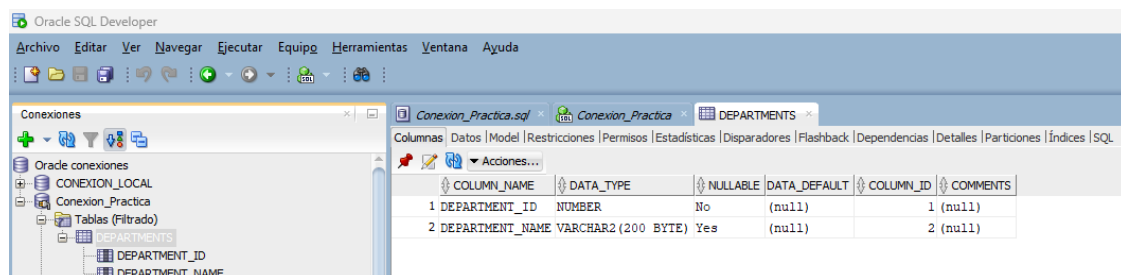 Oracle SQL Developer
Archivo Editar Ver Navegar Ejecutar Equipo Herramientas Ventana Ayuda
Conexiones
Oracle conexiones
CONEXION_LOCAL
Conexion_Practica
Tablas (Filtrado)
DEPARTMENTS
DEPARTMENT_ID
DEPARTMENT_NAME
Conexion_Practica.sql Conexion_Practica DEPARTMENTS
Columnas Datos |Model |Restricciones |Permisos |Estadísticas |Disparadores |Flashback |Dependencias |Detalles |Particiones |Índices |SQL
Acciones...
COLUMN_NAME DATA_TYPE NULLABLE DATA_DEFAULT COLUMN_ID COMMENTS
1 DEPARTMENT_ID NUMBER No (null) 1 (null)
2 DEPARTMENT_NAME VARCHAR2(200 BYTE) Yes (null) 2 (null)